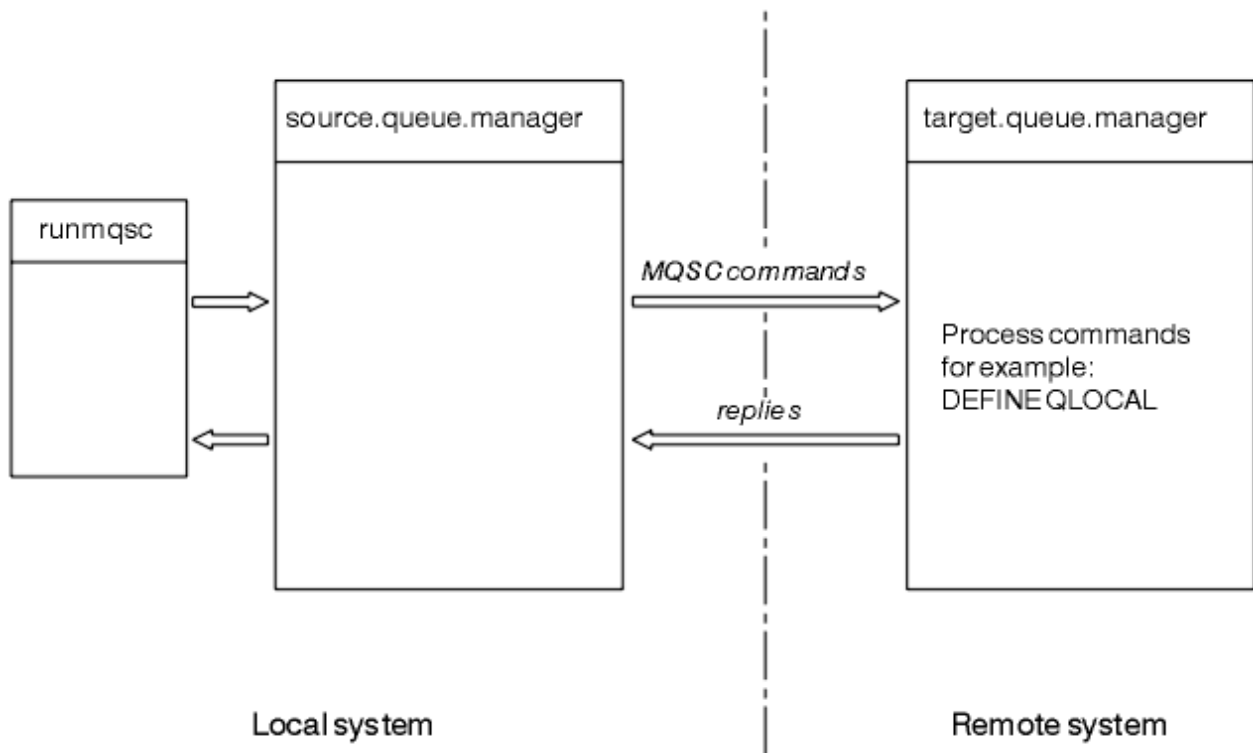 source.queue.manager
target.queue.manager
runmqsc
MQSC commands
Process commands
for example:
DEFINE QLOCAL
replies
Local system
Remote system